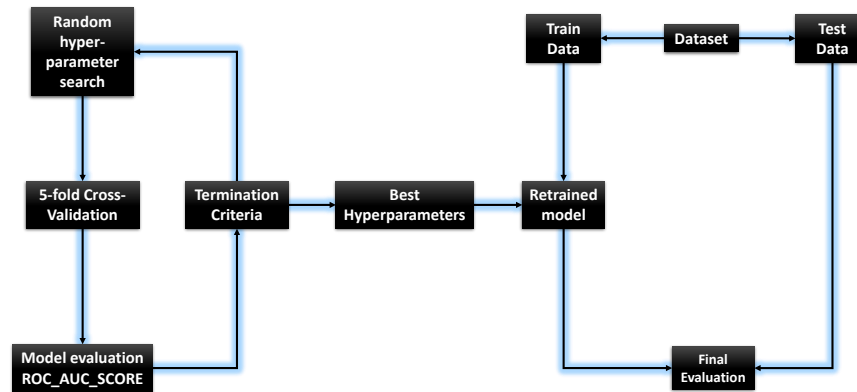 Random
hyper-
parameter
search
Train
Data
Dataset
Test
Data
5-fold Cross-
Validation
Termination
Criteria
Best
Hyperparameters
Retrained
model
Model evaluation
ROC_AUC_SCORE
Final
Evaluation